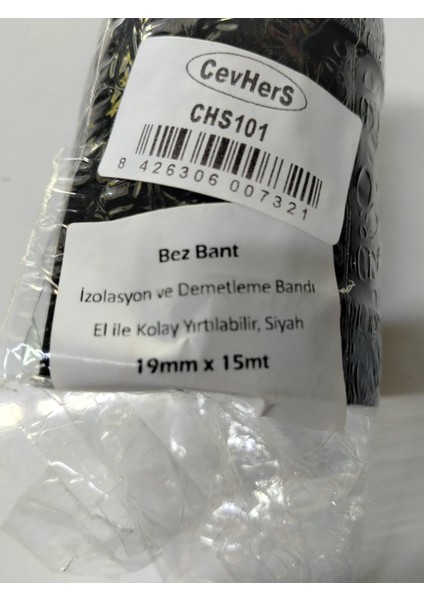 CevHerS
CHS101
8 426306 007321
Bez Bant
İzolasyon ve Demetleme Bandı
El ile Kolay Yırtılabilir, Siyah
19mm x 15mt